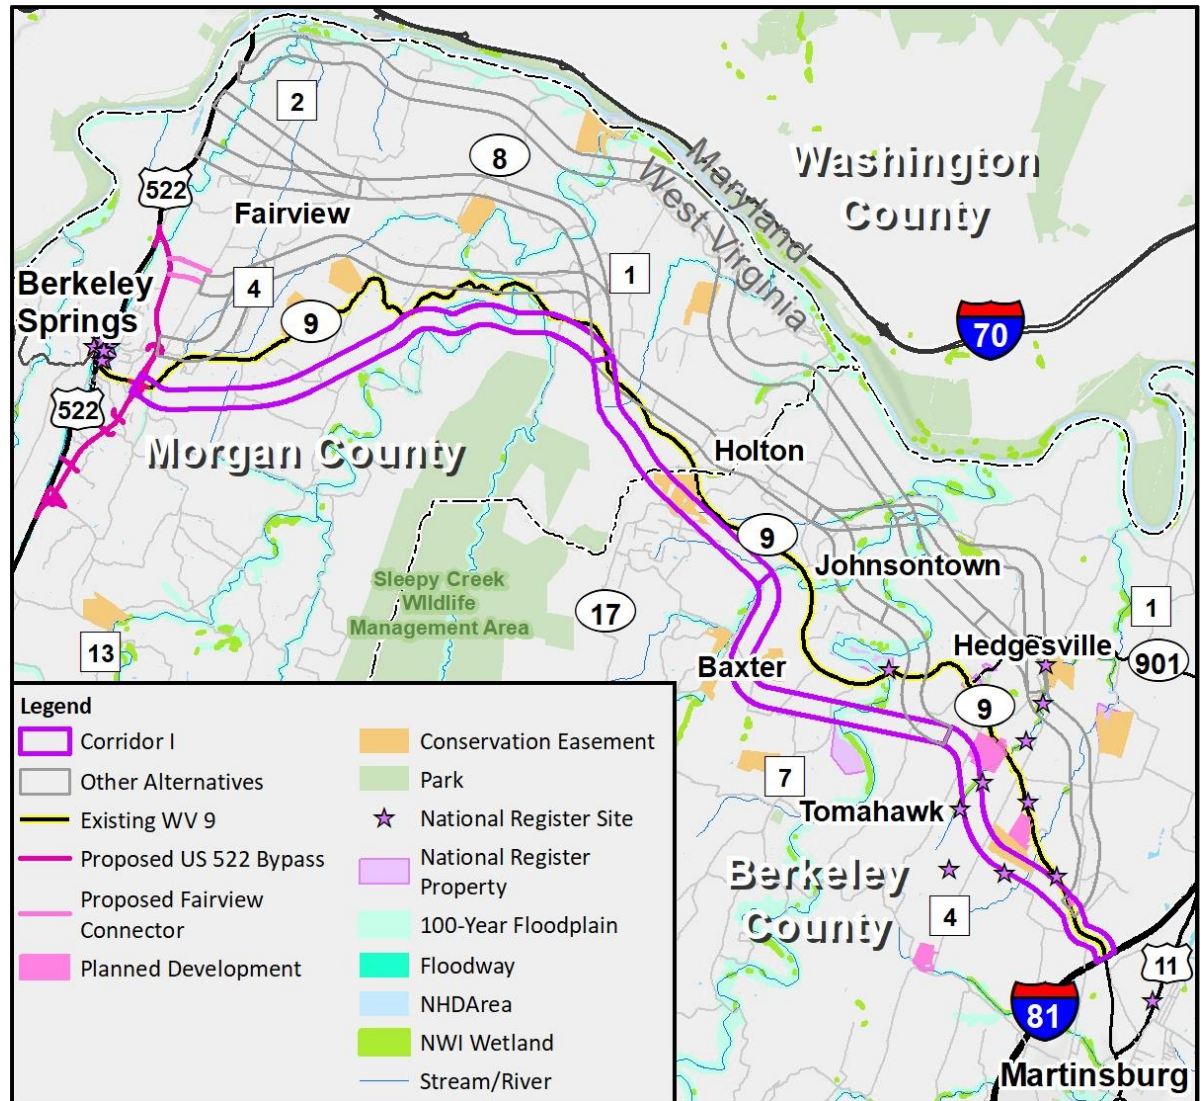 2
8
Maryland
West Virginia
Washington
County
522
Fairview
1
Berkeley
Springs
4
9
70
522
Morgan County
Holton
9
Johnsontown
Sleepy Creek
WIldlife
Management Area
17
1
13
Baxter
Hedgesville
901
9
7
Tomahawk
Berkeley
County
4
11
81
Martinsburg
Legend
Corridor I
Other Alternatives
Existing WV 9
Proposed US 522 Bypass
Proposed Fairview
Connector
Planned Development
Conservation Easement
Park
National Register Site
National Register
Property
100-Year Floodplain
Floodway
NHDArea
NWI Wetland
Stream/River